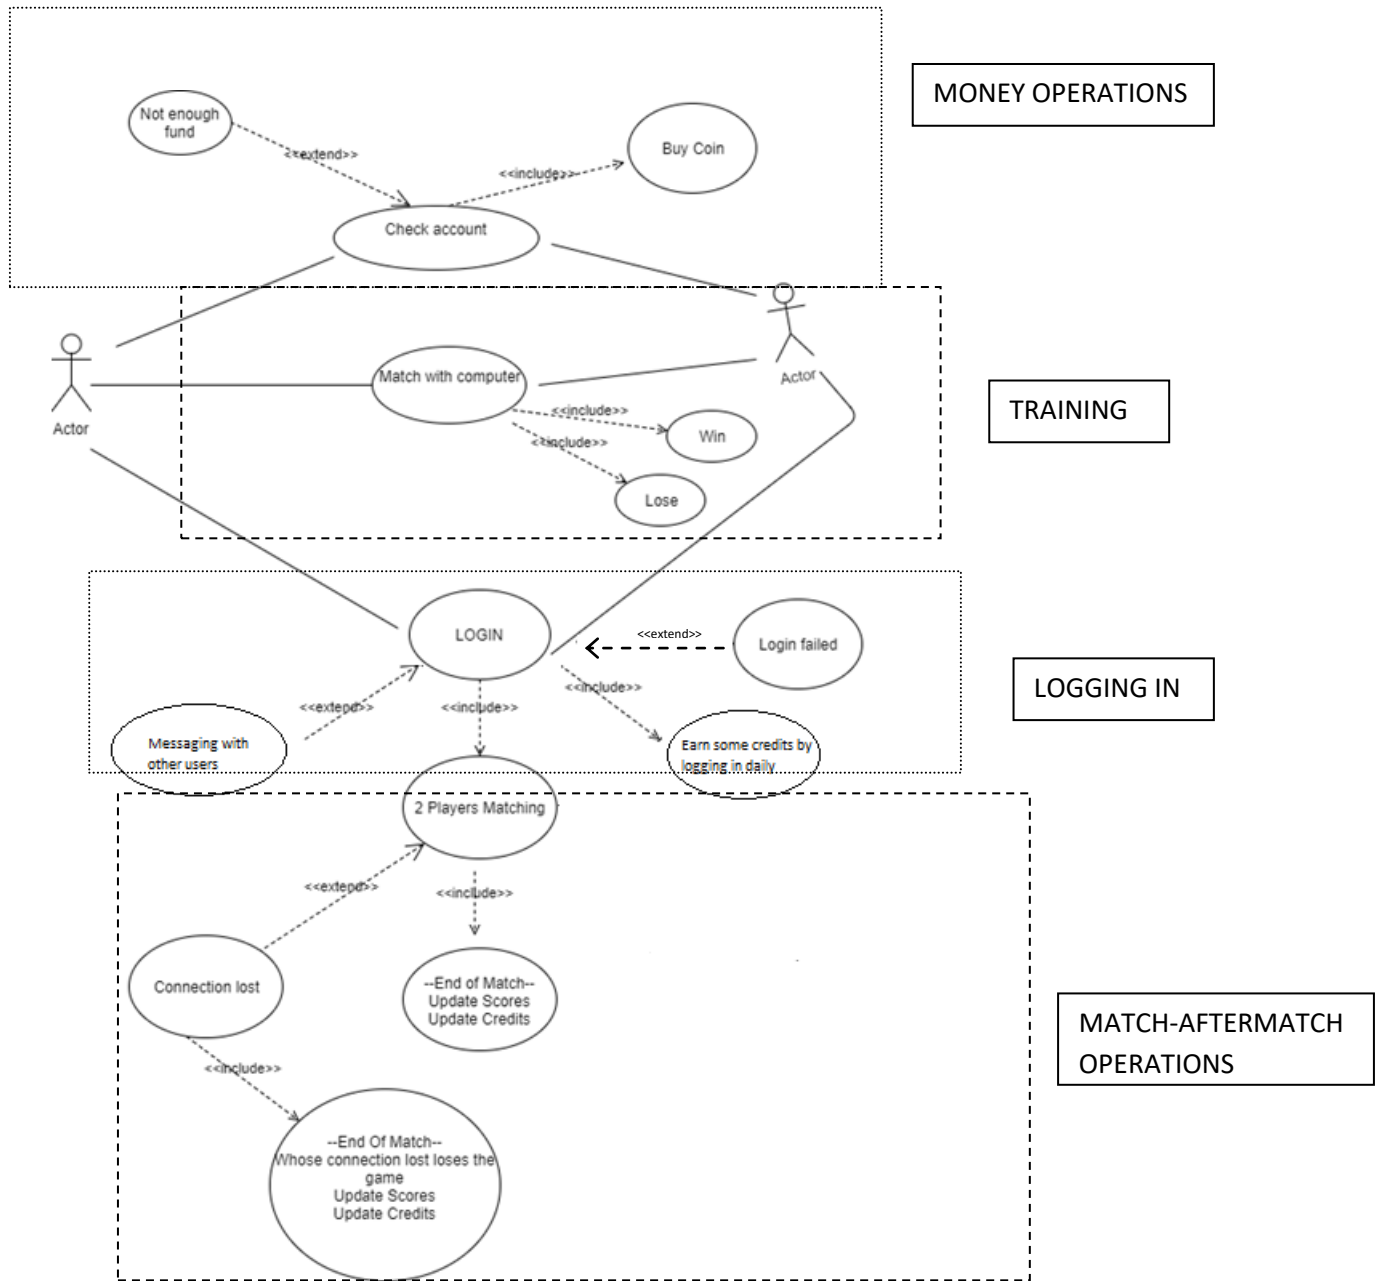 MONEY OPERATIONS
Not enough
fund
<<extend>>
Buy Coin
<<include>>
Check account
Actor
Match with computer
Actor
<<include>>
Win
<<include>>
Lose
TRAINING
LOGIN
<<extend>>
Login failed
<<extend>>
<<include>>
<<include>>
LOGGING IN
Messaging with
other users
Earn some credits by
logging in daily
2 Players Matching
<<extend>>
<<include>>
Connection lost
--End of Match--
Update Scores
Update Credits
MATCH-AFTERMATCH
OPERATIONS
<<include>>
--End Of Match--
Whose connection lost loses the
game
Update Scores
Update Credits